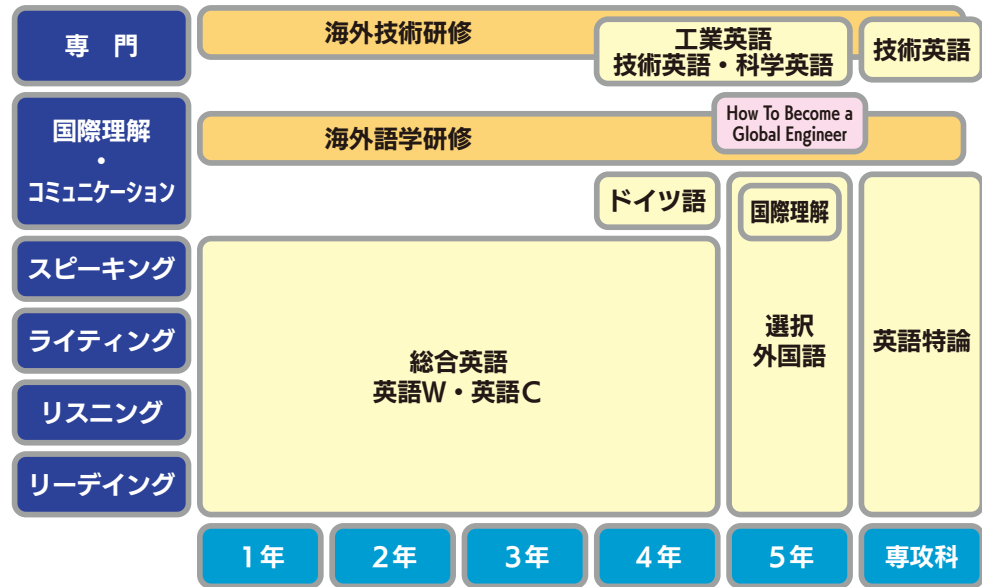 専 門
海外技術研修
工業英語
技術英語・科学英語
技術英語
国際理解
・
コミュニケーション
How To Become a
Global Engineer
海外語学研修
ドイツ語
国際理解
スピーキング
ライティング
リスニング
リーデイング
総合英語
英語W・英語C
選択
外国語
英語特論
1年
2年
3年
4年
5年
専攻科